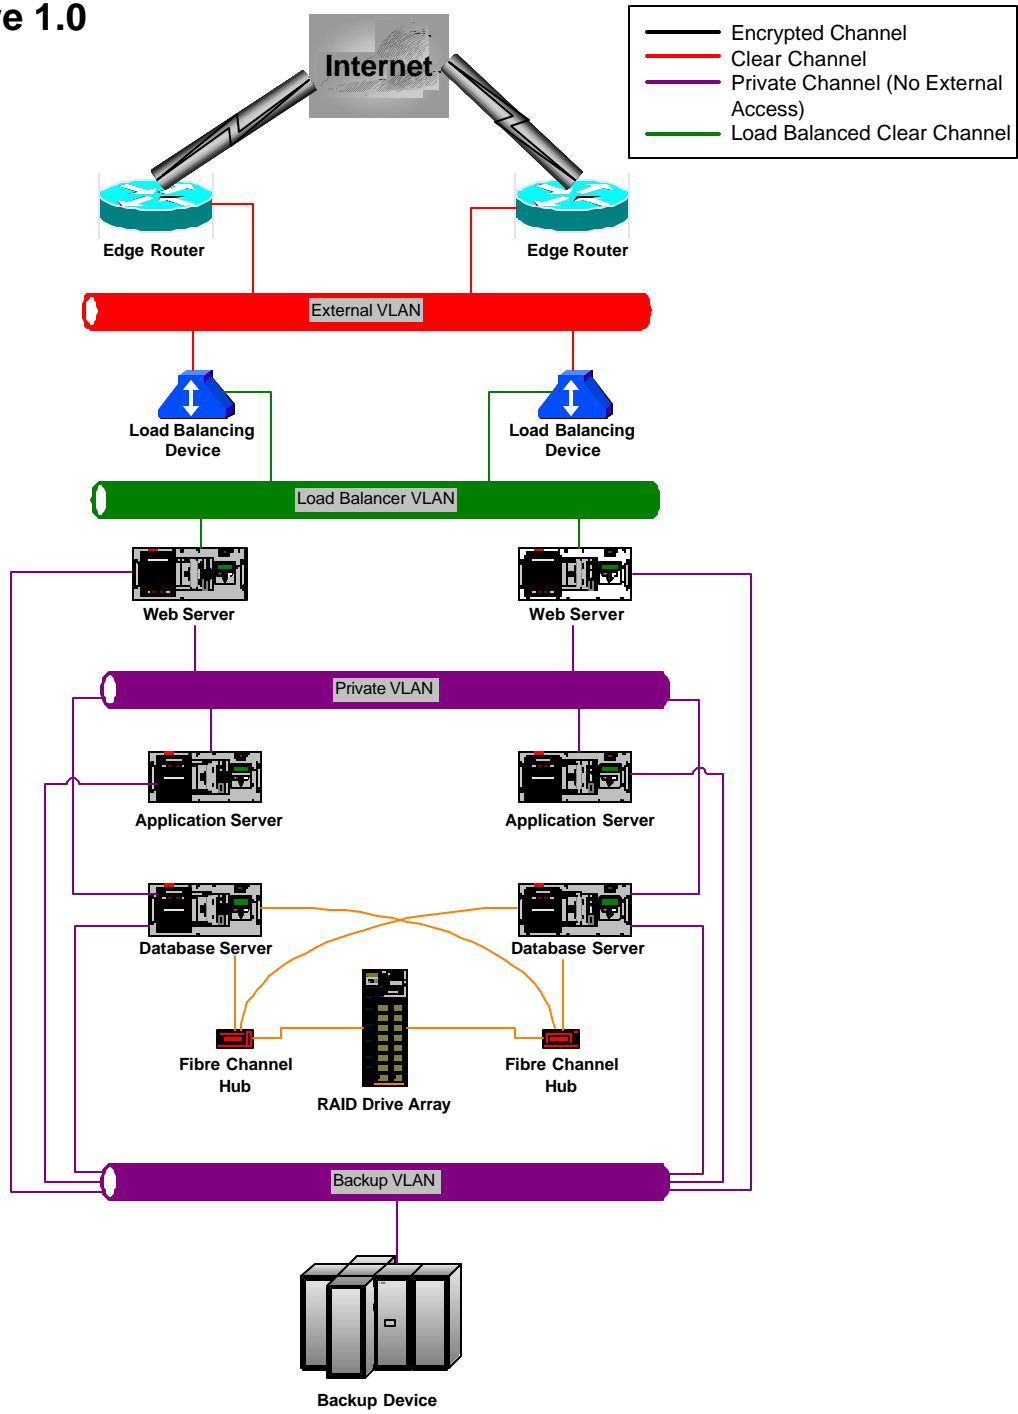 ve 1.0
Internet
Encrypted Channel
Clear Channel
Private Channel (No External
Access)
Load Balanced Clear Channel
Edge Router
Edge Router
External VLAN
Load Balancing
Device
Load Balancing
Device
Load Balancer VLAN
Web Server
Web Server
Private VLAN
Application Server
Application Server
Database Server
Database Server
Fibre Channel
Hub
Fibre Channel
Hub
RAID Drive Array
Backup VLAN
Backup Device